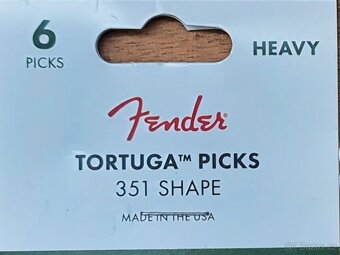 6
PICKS
HEAVY
Fender
TORTUGA™ PICKS
351 SHAPE
MADE IN THE USA